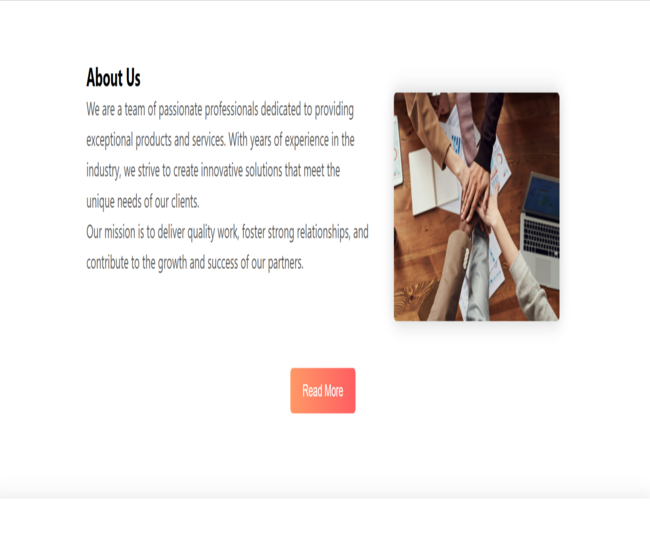 About Us
We are a team of passionate professionals dedicated to providing
exceptional products and services. With years of experience in the
industry, we strive to create innovative solutions that meet the
unique needs of our clients.
Our mission is to deliver quality work, foster strong relationships, and
contribute to the growth and success of our partners.
Read More